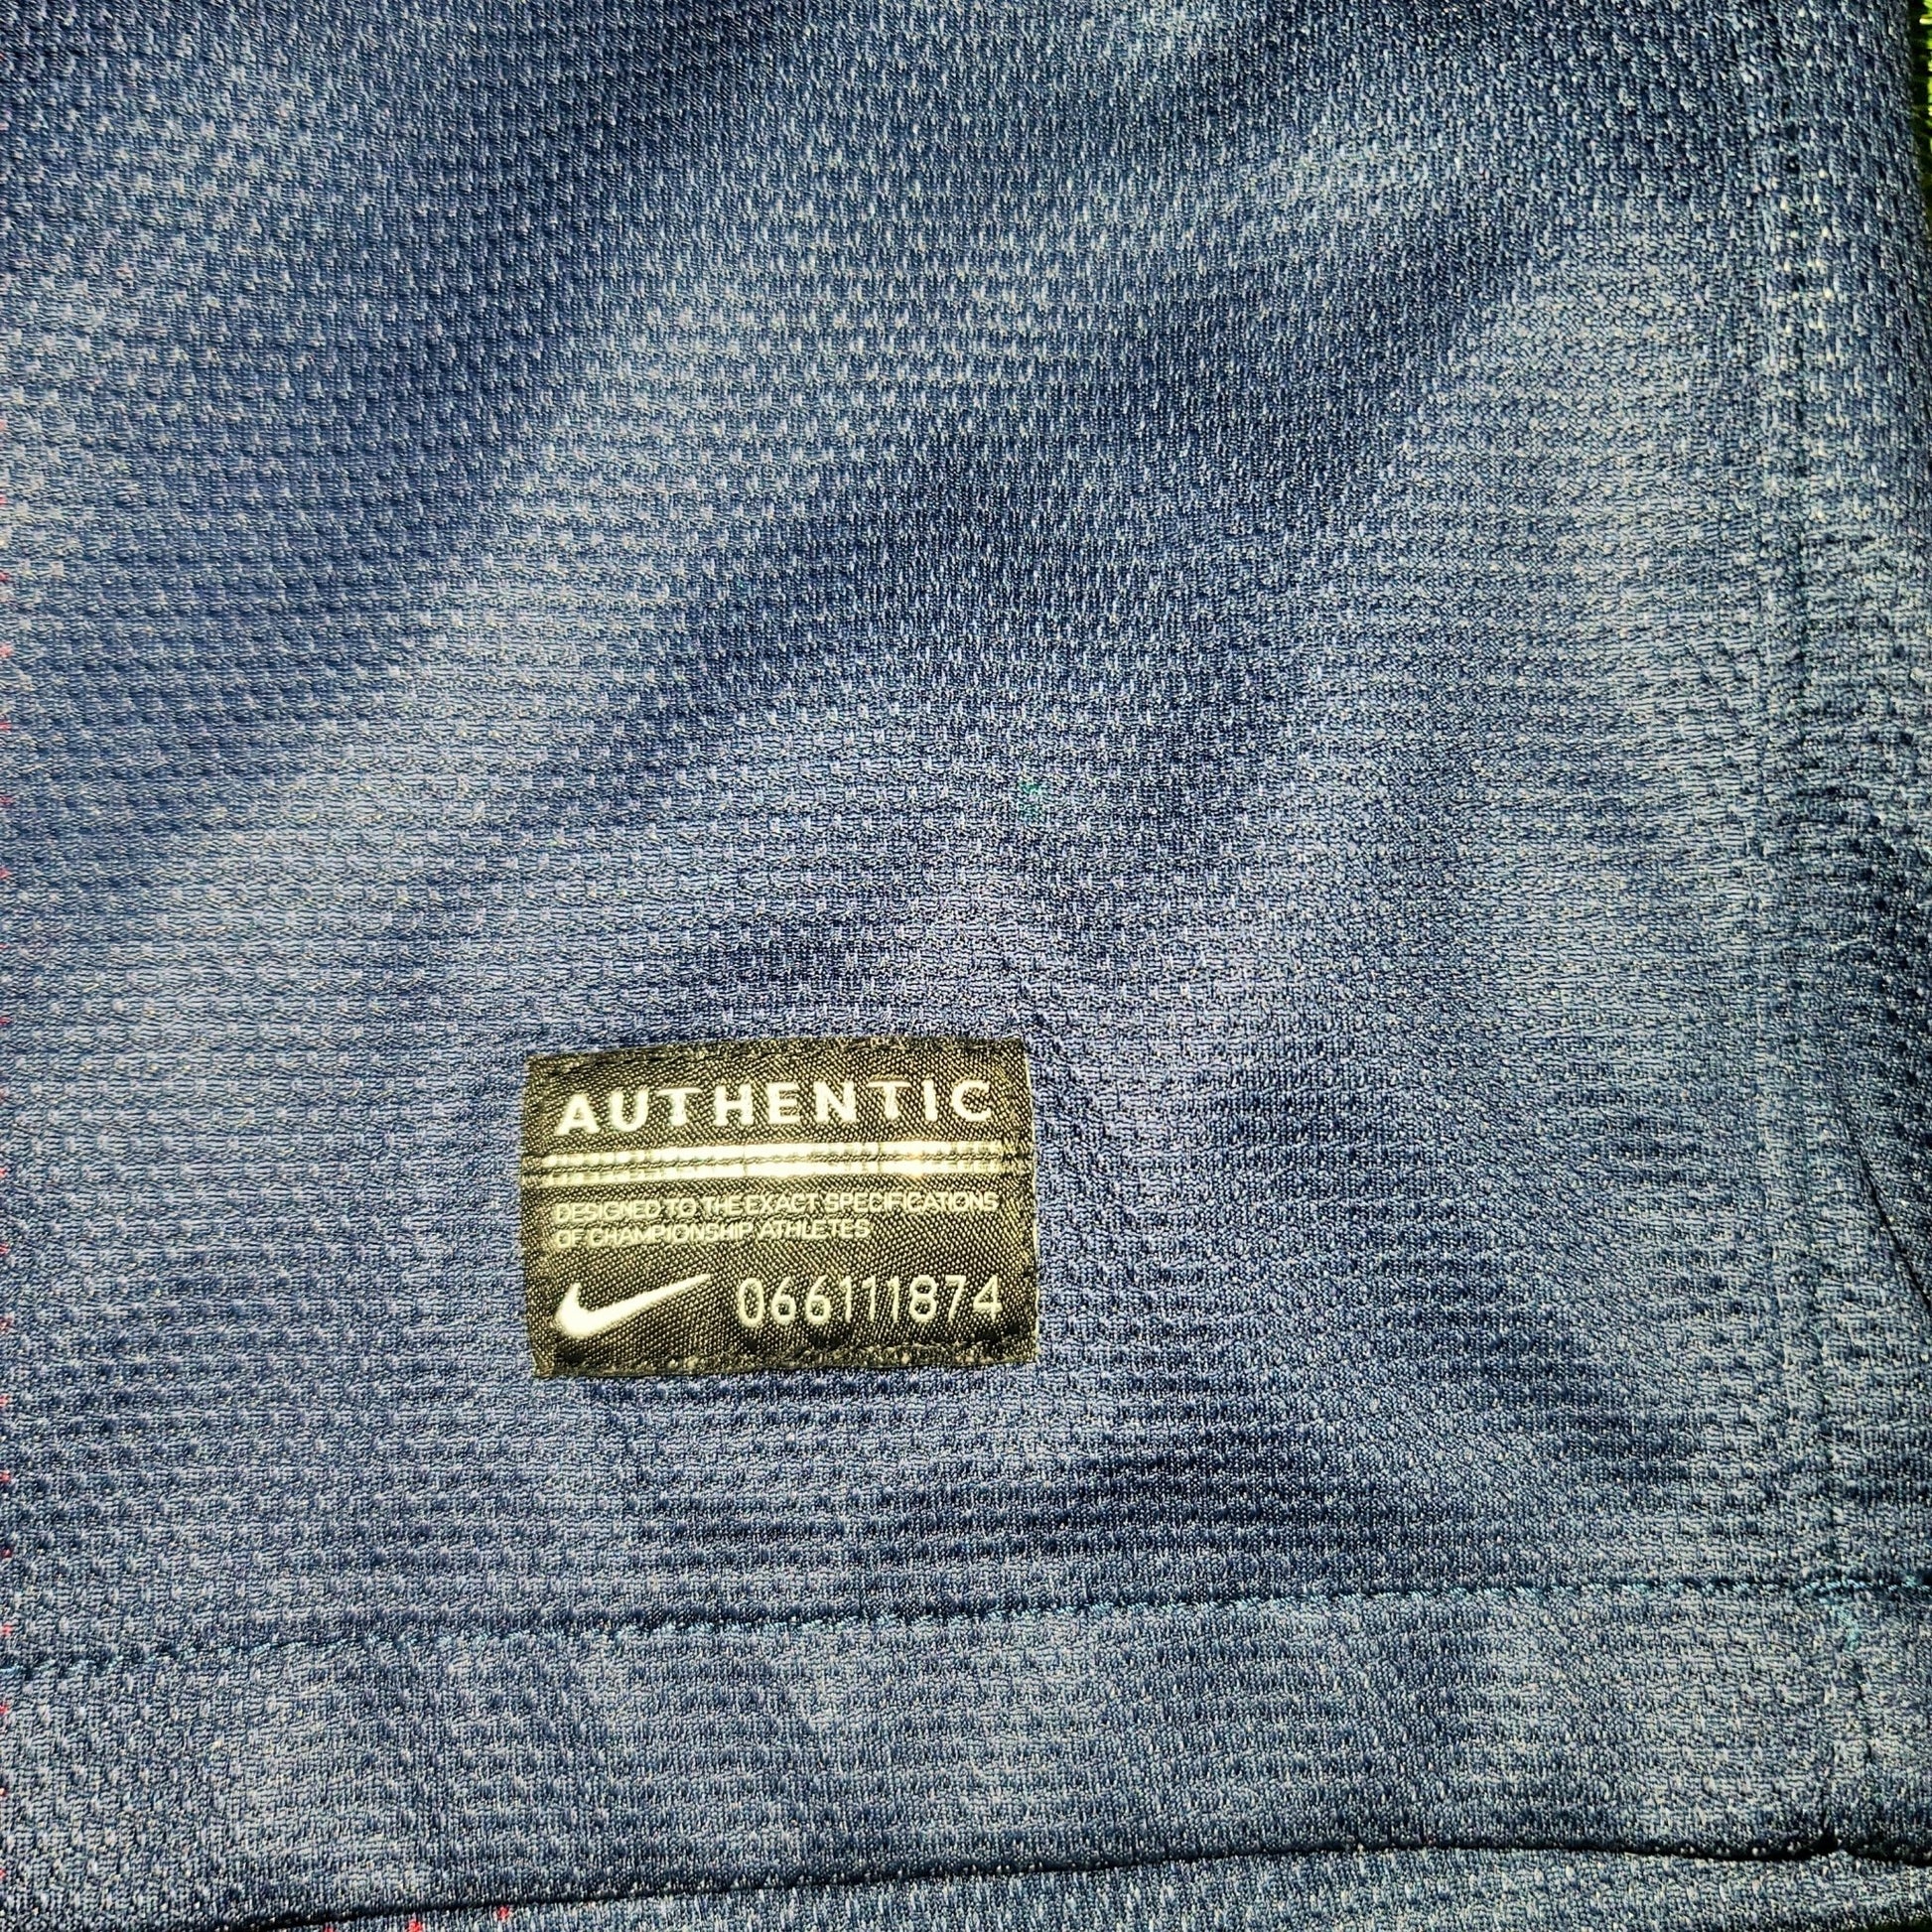 AUTHENTIC
DESIGNED TO THE EXACT SPECIFICATIONS
OF CHAMPIONSHIP ATHLETES
066111874